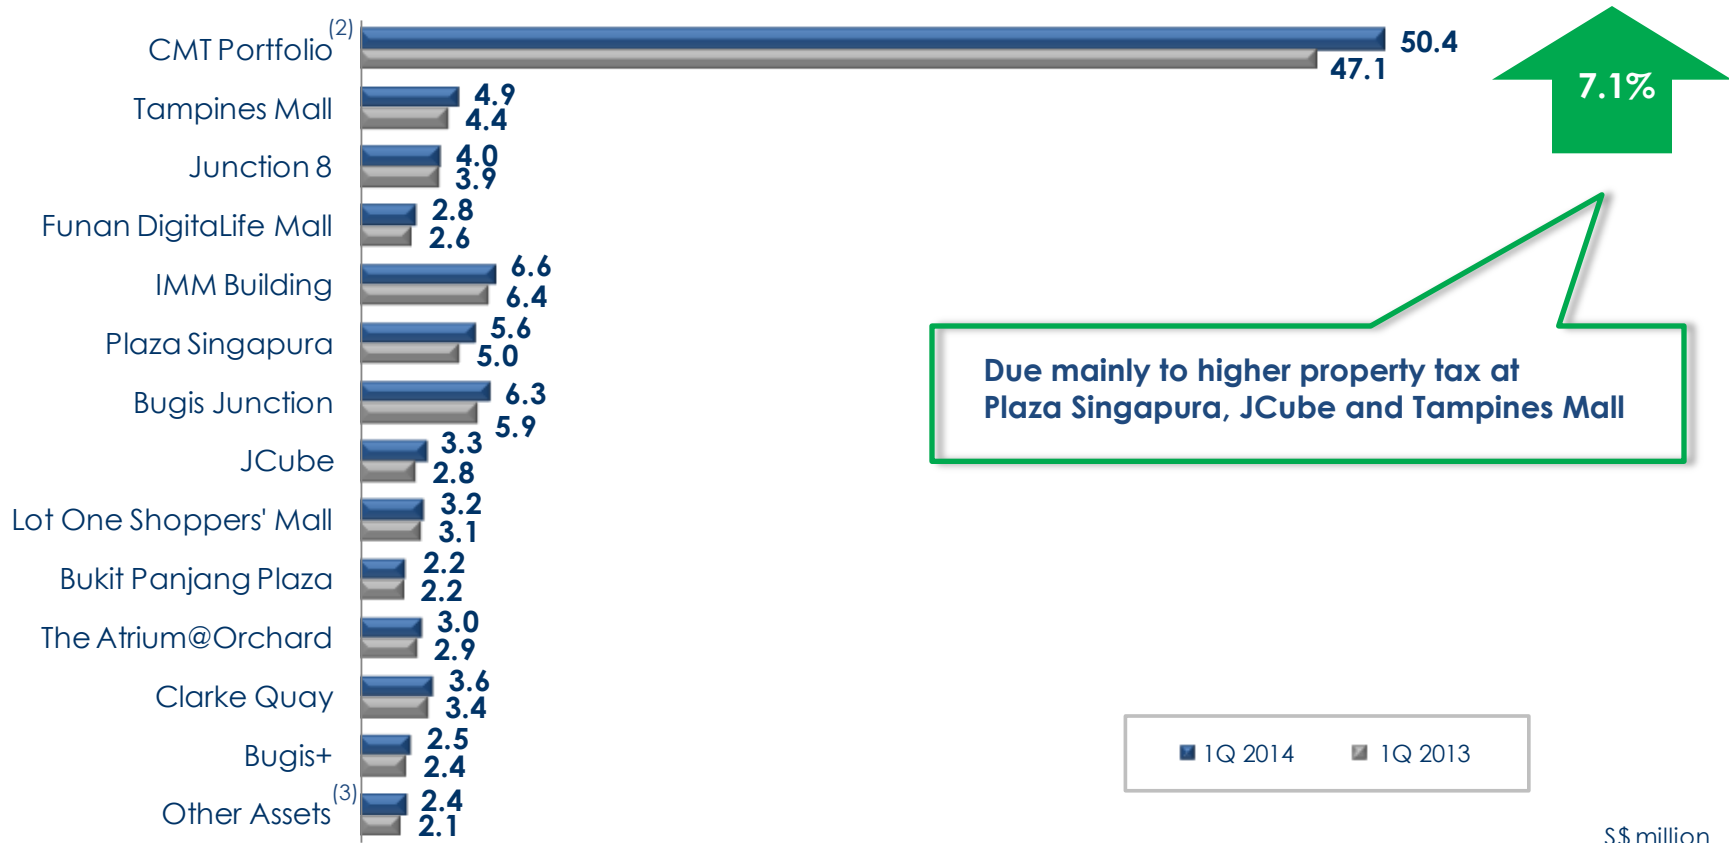 CMT Portfolio(2)
50.4
47.1
7.1%
Tampines Mall
4.9
4.4
Junction 8
4.0
3.9
Funan DigitaLife Mall
2.8
2.6
IMM Building
6.6
6.4
Plaza Singapura
5.6
5.0
Due mainly to higher property tax at
Plaza Singapura, JCube and Tampines Mall
Bugis Junction
6.3
5.9
JCube
3.3
2.8
Lot One Shoppers' Mall
3.2
3.1
Bukit Panjang Plaza
2.2
2.2
The Atrium@Orchard
3.0
2.9
Clarke Quay
3.6
3.4
Bugis+
2.5
2.4
1Q 2014 1Q 2013
Other Assets(3)
2.4
2.1
S$ million